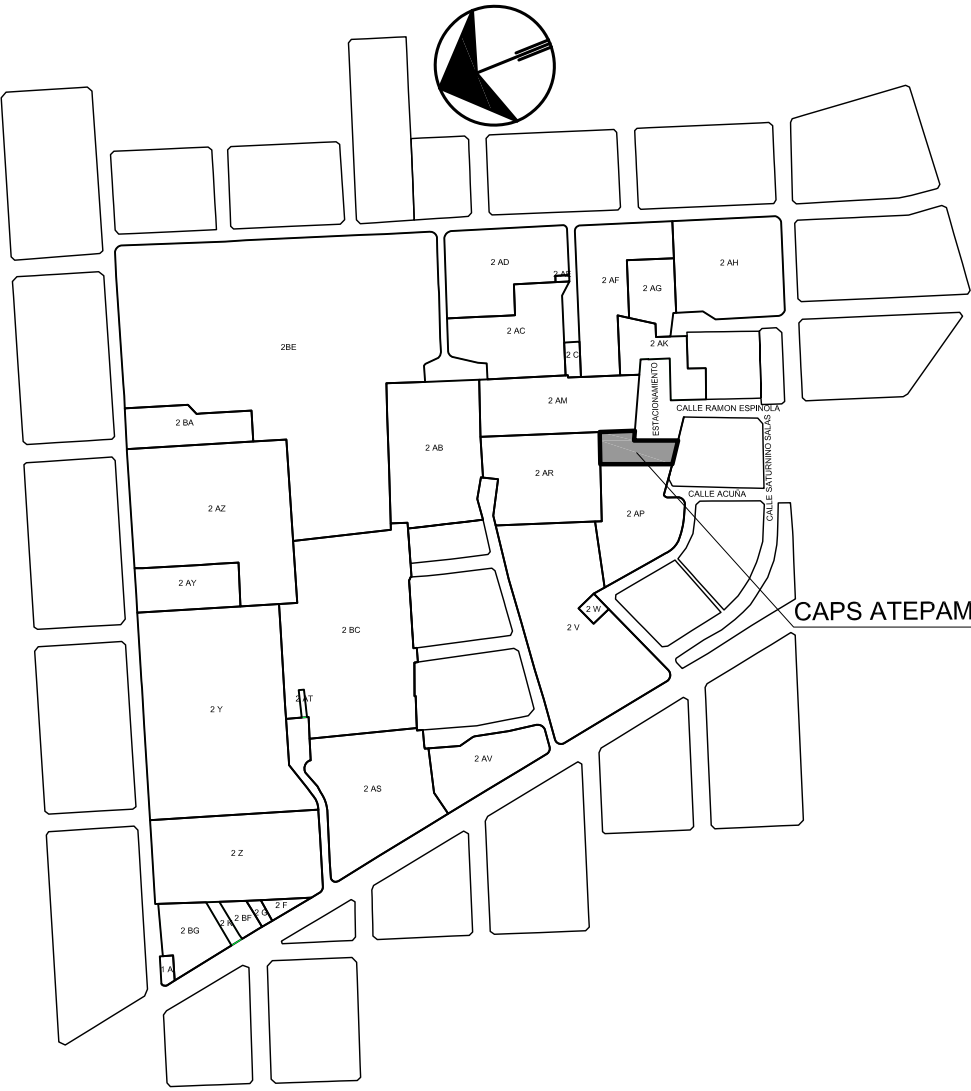 2 AD
2 AH
2 AF
2 AG
2 AC
2BE
2 AK
2 C
ESTACIONAMIENTO
2 AM
CALLE RAMON ESPINOLA
2 BA
2 AB
CALLE SATURNINO SALAS
2 AR
CALLE ACUÑA
2 AZ
2 AP
2 AY
2 W
CAPS ATEPAM
2 V
2 BC
2 AT
2 Y
2 AV
2 AS
2 Z
2 F
2 G
2 BF
2 BG
1 A